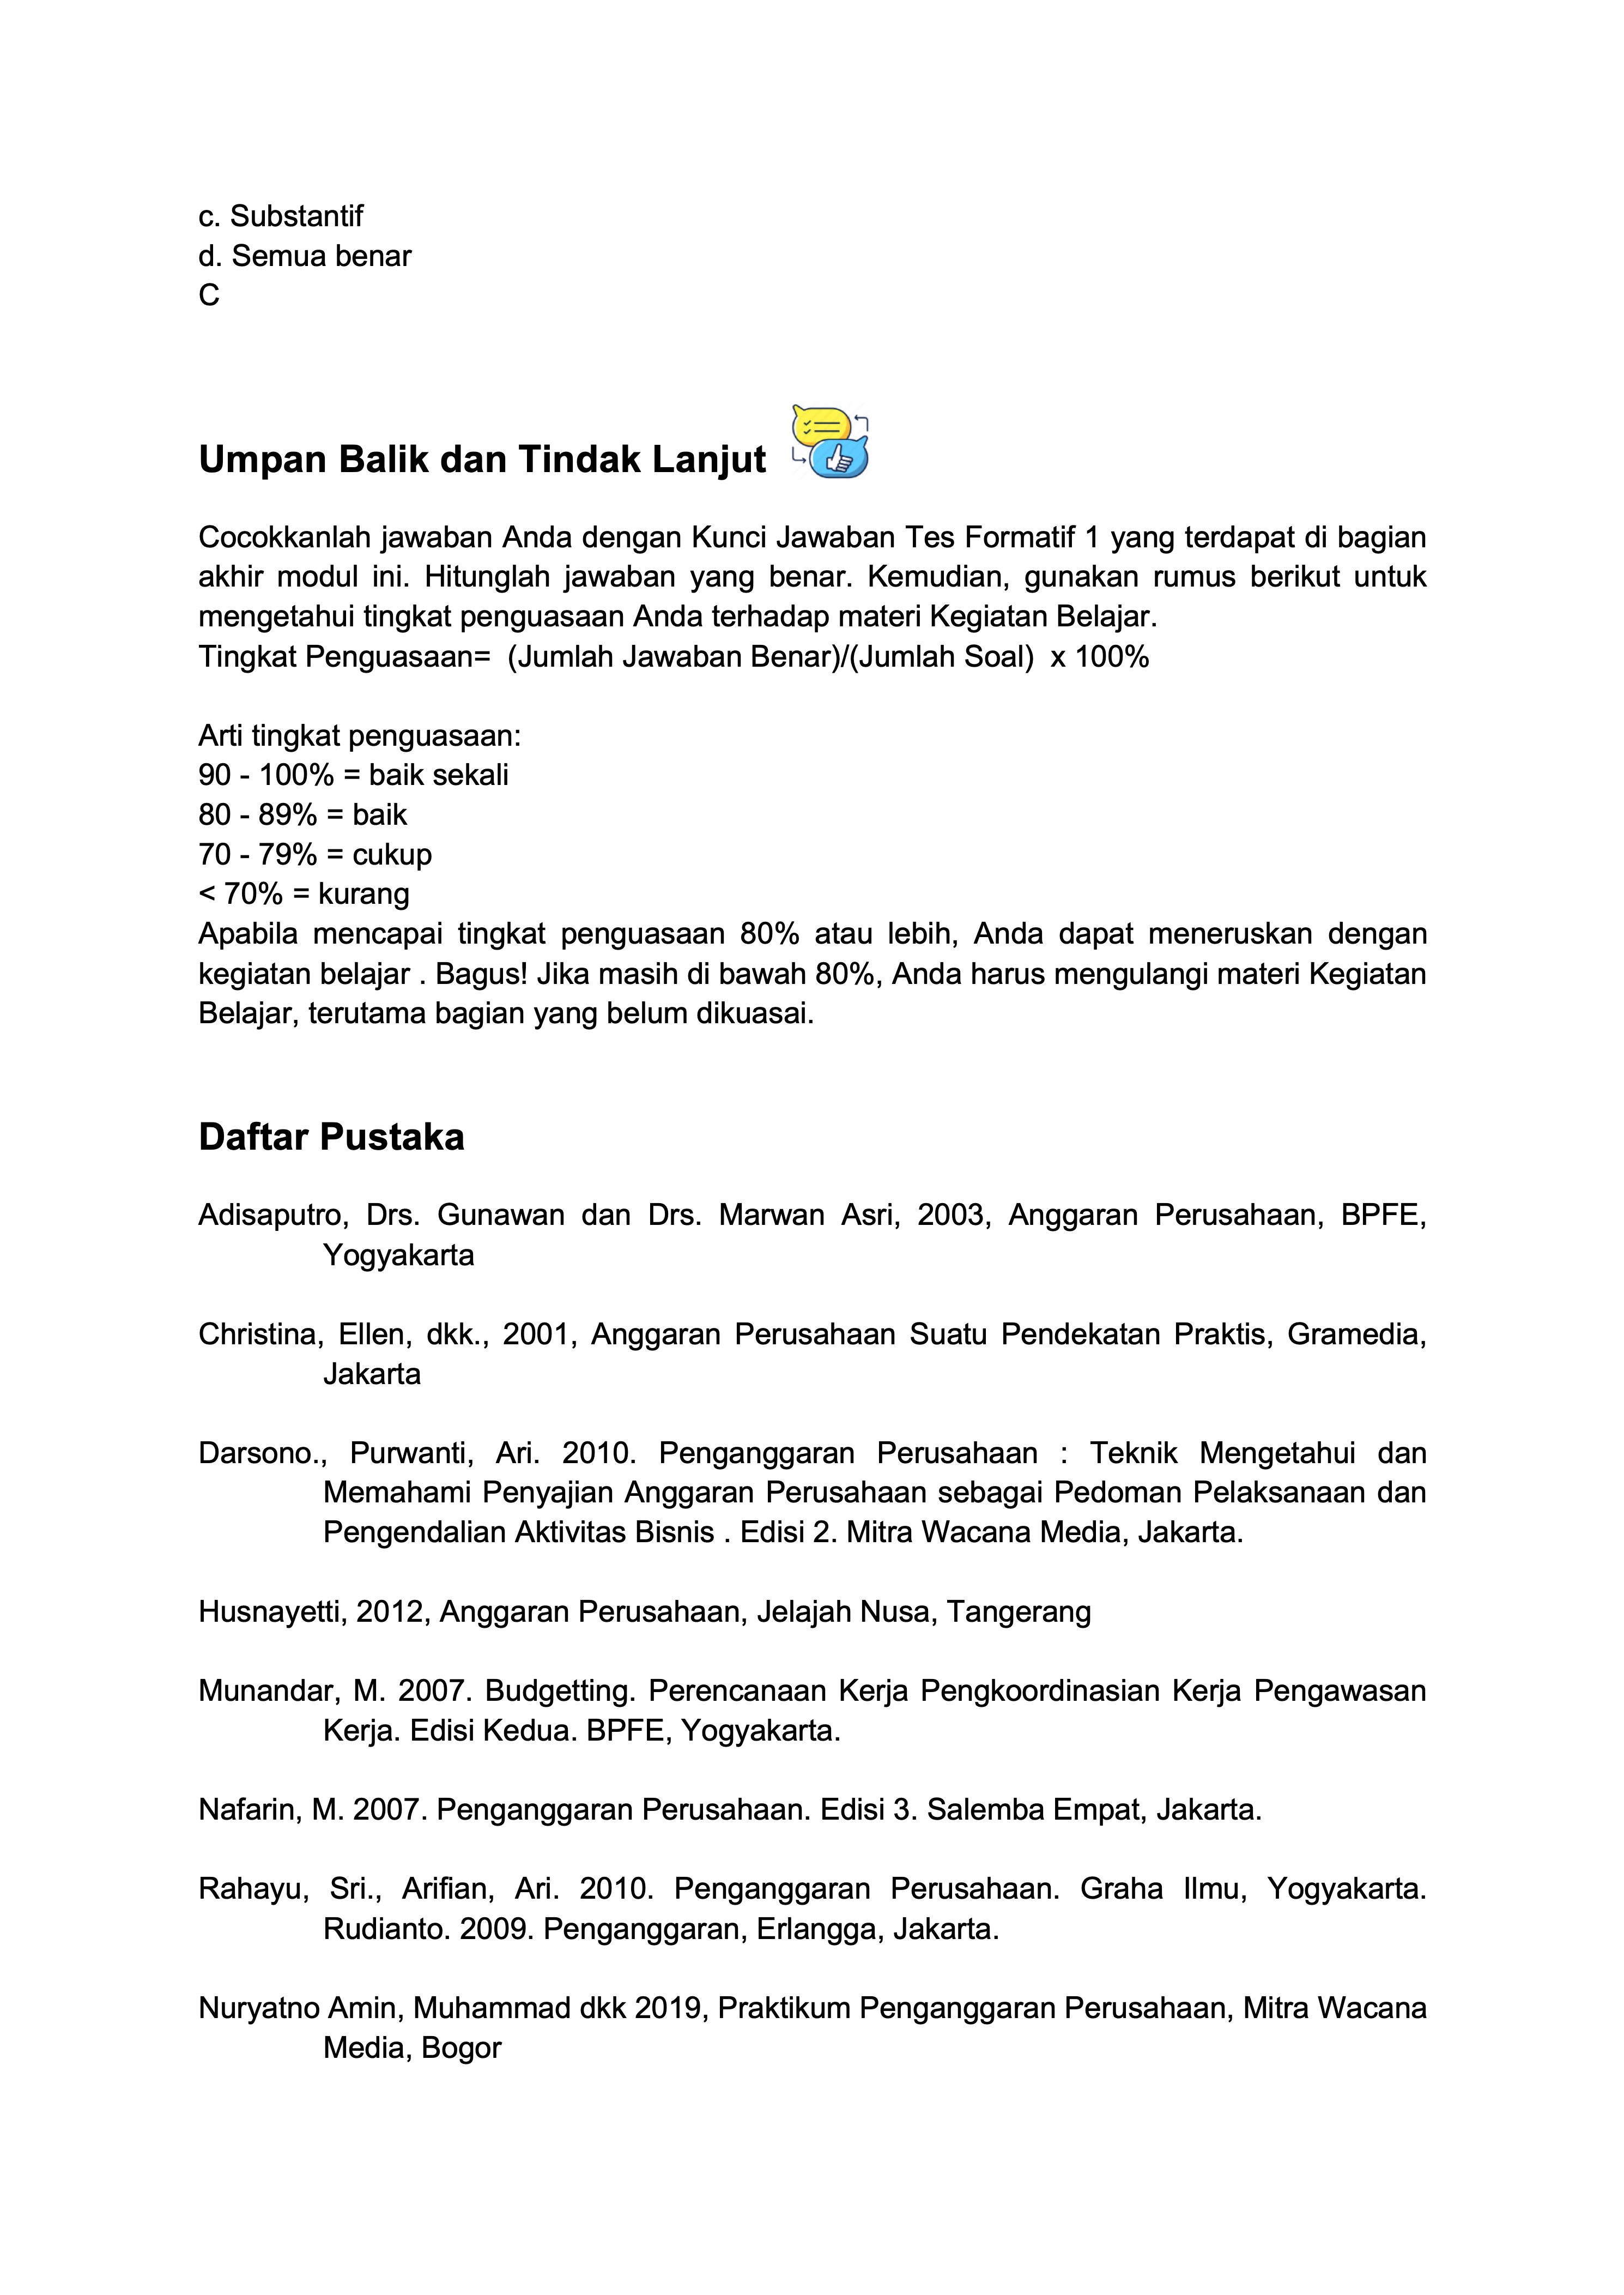 c. Substantif
d. Semua benar
C
Umpan Balik dan Tindak Lanjut
Cocokkanlah jawaban Anda dengan Kunci Jawaban Tes Formatif 1 yang terdapat di bagian
akhir modul ini. Hitunglah jawaban yang benar. Kemudian, gunakan rumus berikut untuk
mengetahui tingkat penguasaan Anda terhadap materi Kegiatan Belajar.
Tingkat Penguasaan=  (Jumlah Jawaban Benar)/(Jumlah Soal)  x 100%
Arti tingkat penguasaan:
90 - 100% = baik sekali
80 - 89% = baik
70 - 79% = cukup
< 70% = kurang
Apabila mencapai tingkat penguasaan 80% atau lebih, Anda dapat meneruskan dengan
kegiatan belajar . Bagus! Jika masih di bawah 80%, Anda harus mengulangi materi Kegiatan
Belajar, terutama bagian yang belum dikuasai.
Daftar Pustaka
Adisaputro, Drs. Gunawan dan Drs. Marwan Asri, 2003, Anggaran Perusahaan, BPFE,
Yogyakarta
Christina, Ellen, dkk., 2001, Anggaran Perusahaan Suatu Pendekatan Praktis, Gramedia,
Jakarta
Darsono., Purwanti, Ari. 2010. Penganggaran Perusahaan : Teknik Mengetahui dan
Memahami Penyajian Anggaran Perusahaan sebagai Pedoman Pelaksanaan dan
Pengendalian Aktivitas Bisnis . Edisi 2. Mitra Wacana Media, Jakarta.
Husnayetti, 2012, Anggaran Perusahaan, Jelajah Nusa, Tangerang
Munandar, M. 2007. Budgetting. Perencanaan Kerja Pengkoordinasian Kerja Pengawasan
Kerja. Edisi Kedua. BPFE, Yogyakarta.
Nafarin, M. 2007. Penganggaran Perusahaan. Edisi 3. Salemba Empat, Jakarta.
Rahayu, Sri., Arifian, Ari. 2010. Penganggaran Perusahaan. Graha Ilmu, Yogyakarta.
Rudianto. 2009. Penganggaran, Erlangga, Jakarta.
Nuryatno Amin, Muhammad dkk 2019, Praktikum Penganggaran Perusahaan, Mitra Wacana
Media, Bogor